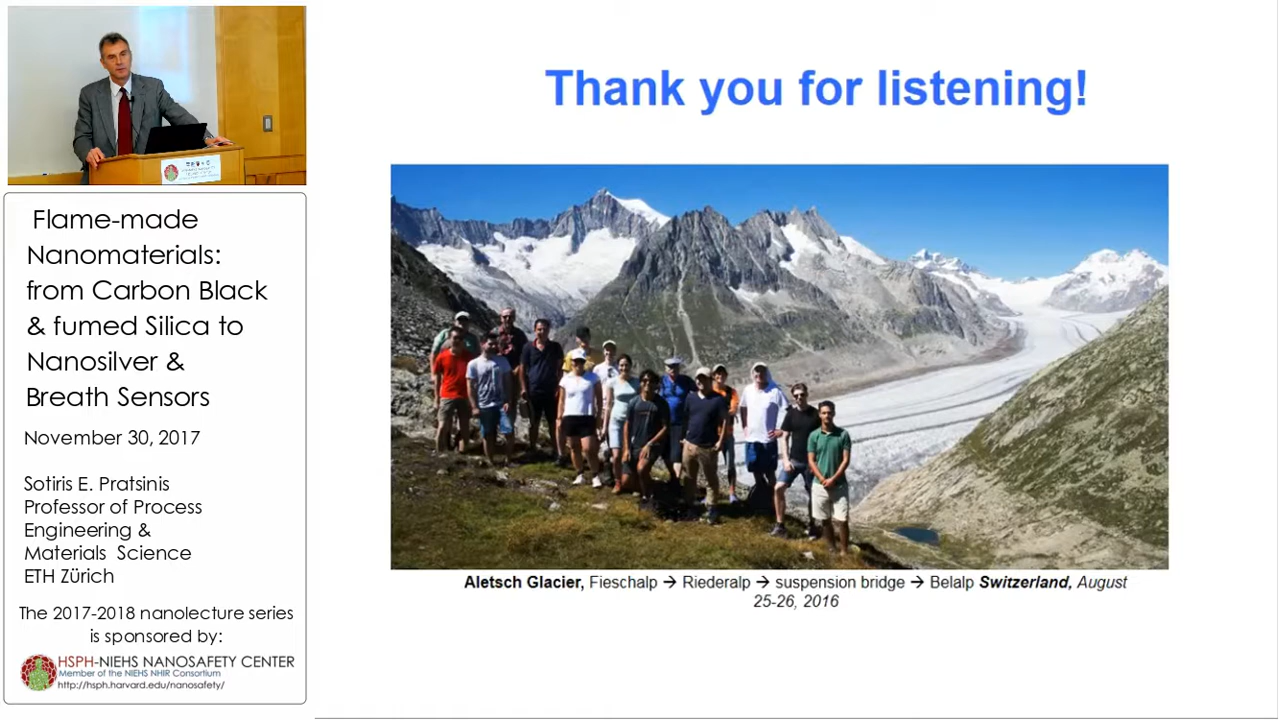 Thank you for listening!
Flame-made
Nanomaterials:
from Carbon Black
& fumed Silica to
Nanosilver &
Breath Sensors
November 30, 2017
Sotiris E. Pratsinis
Professor of Process
Engineering &
Materials Science
ETH Zürich
The 2017-2018 nanolecture series
is sponsored by:
HSPH-NIEHS NANOSAFETY CENTER
Member of the NIEHS NHIR Consortium
http://hsph.harvard.edu/nanosafety/
Aletsch Glacier, Fieschalp → Riederalp → suspension bridge → Belalp Switzerland, August
25-26, 2016